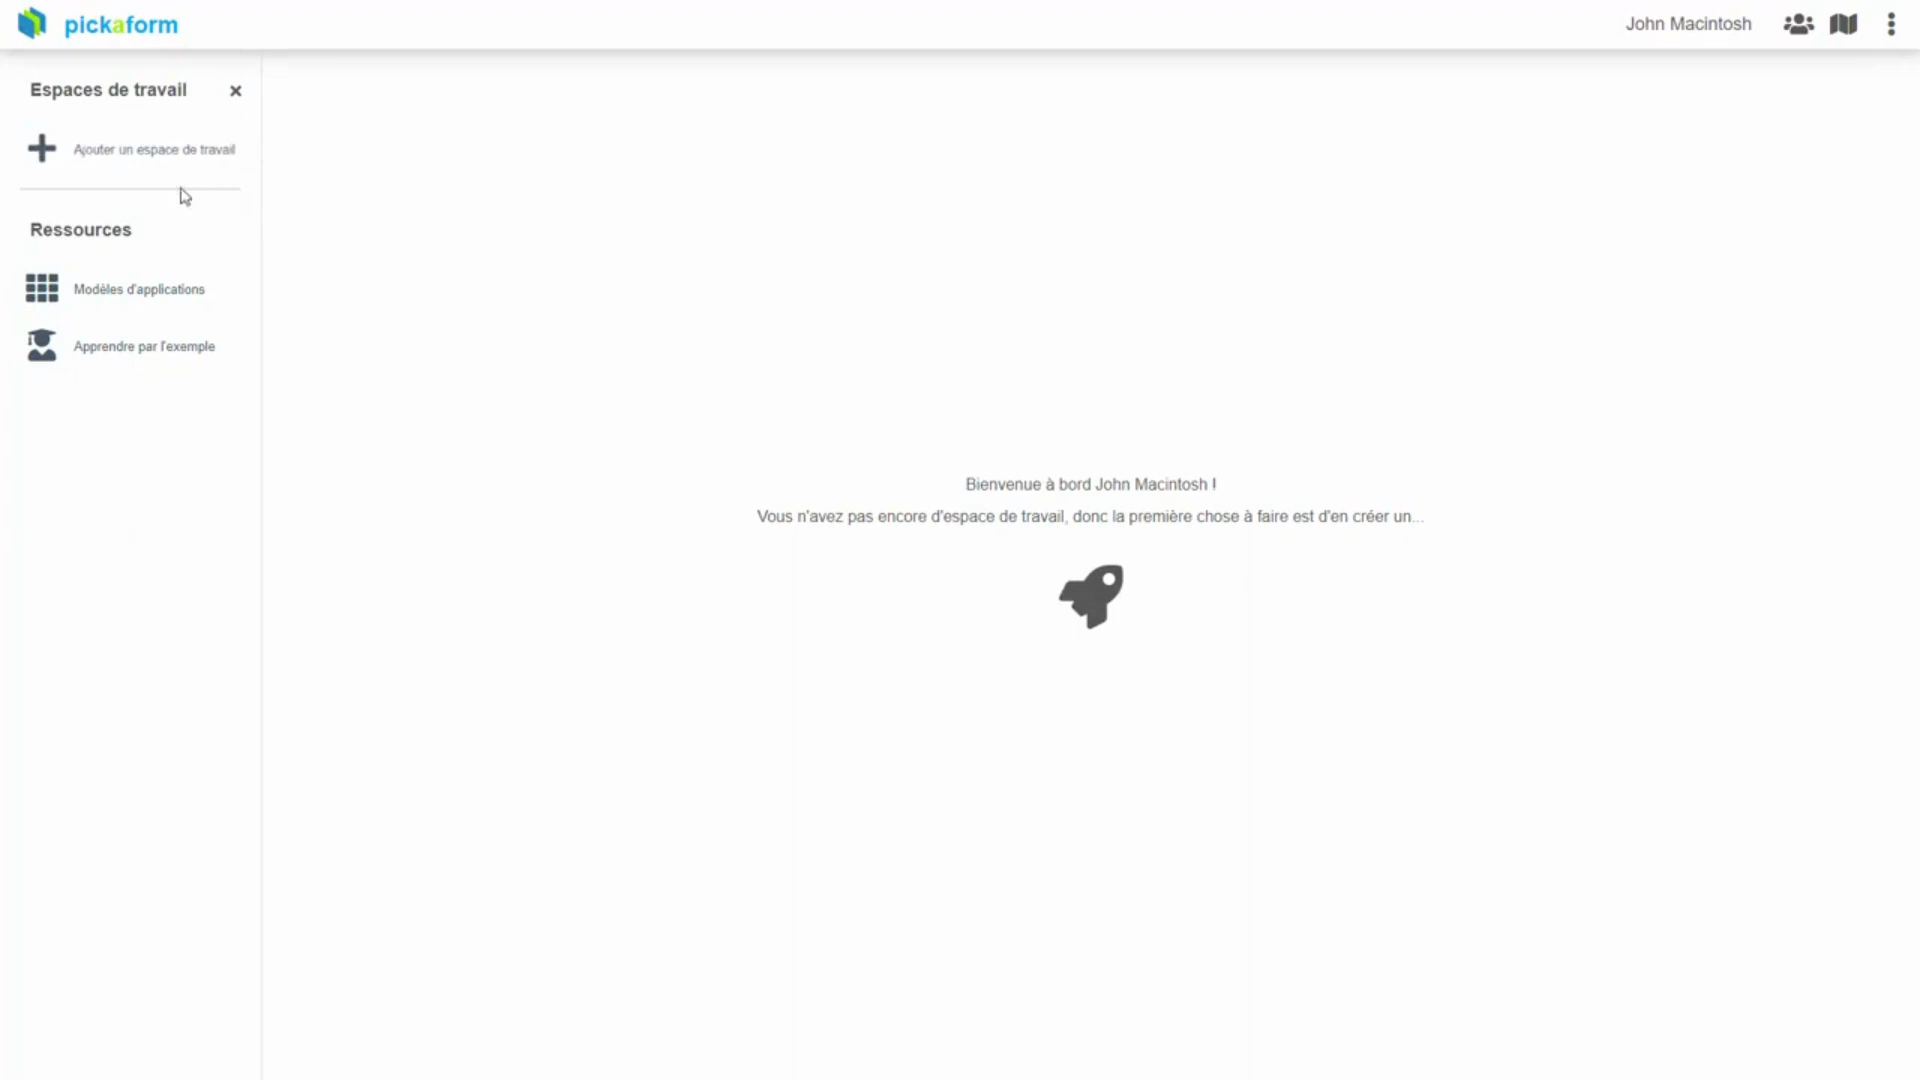 pickaform
John Macintosh
Espaces de travail
Ajouter un espace de travail
Ressources
Modèles d'applications
Apprendre par l'exemple
Bienvenue à bord John Macintosh !
Vous n'avez pas encore d'espace de travail, donc la première chose à faire est d'en créer un...